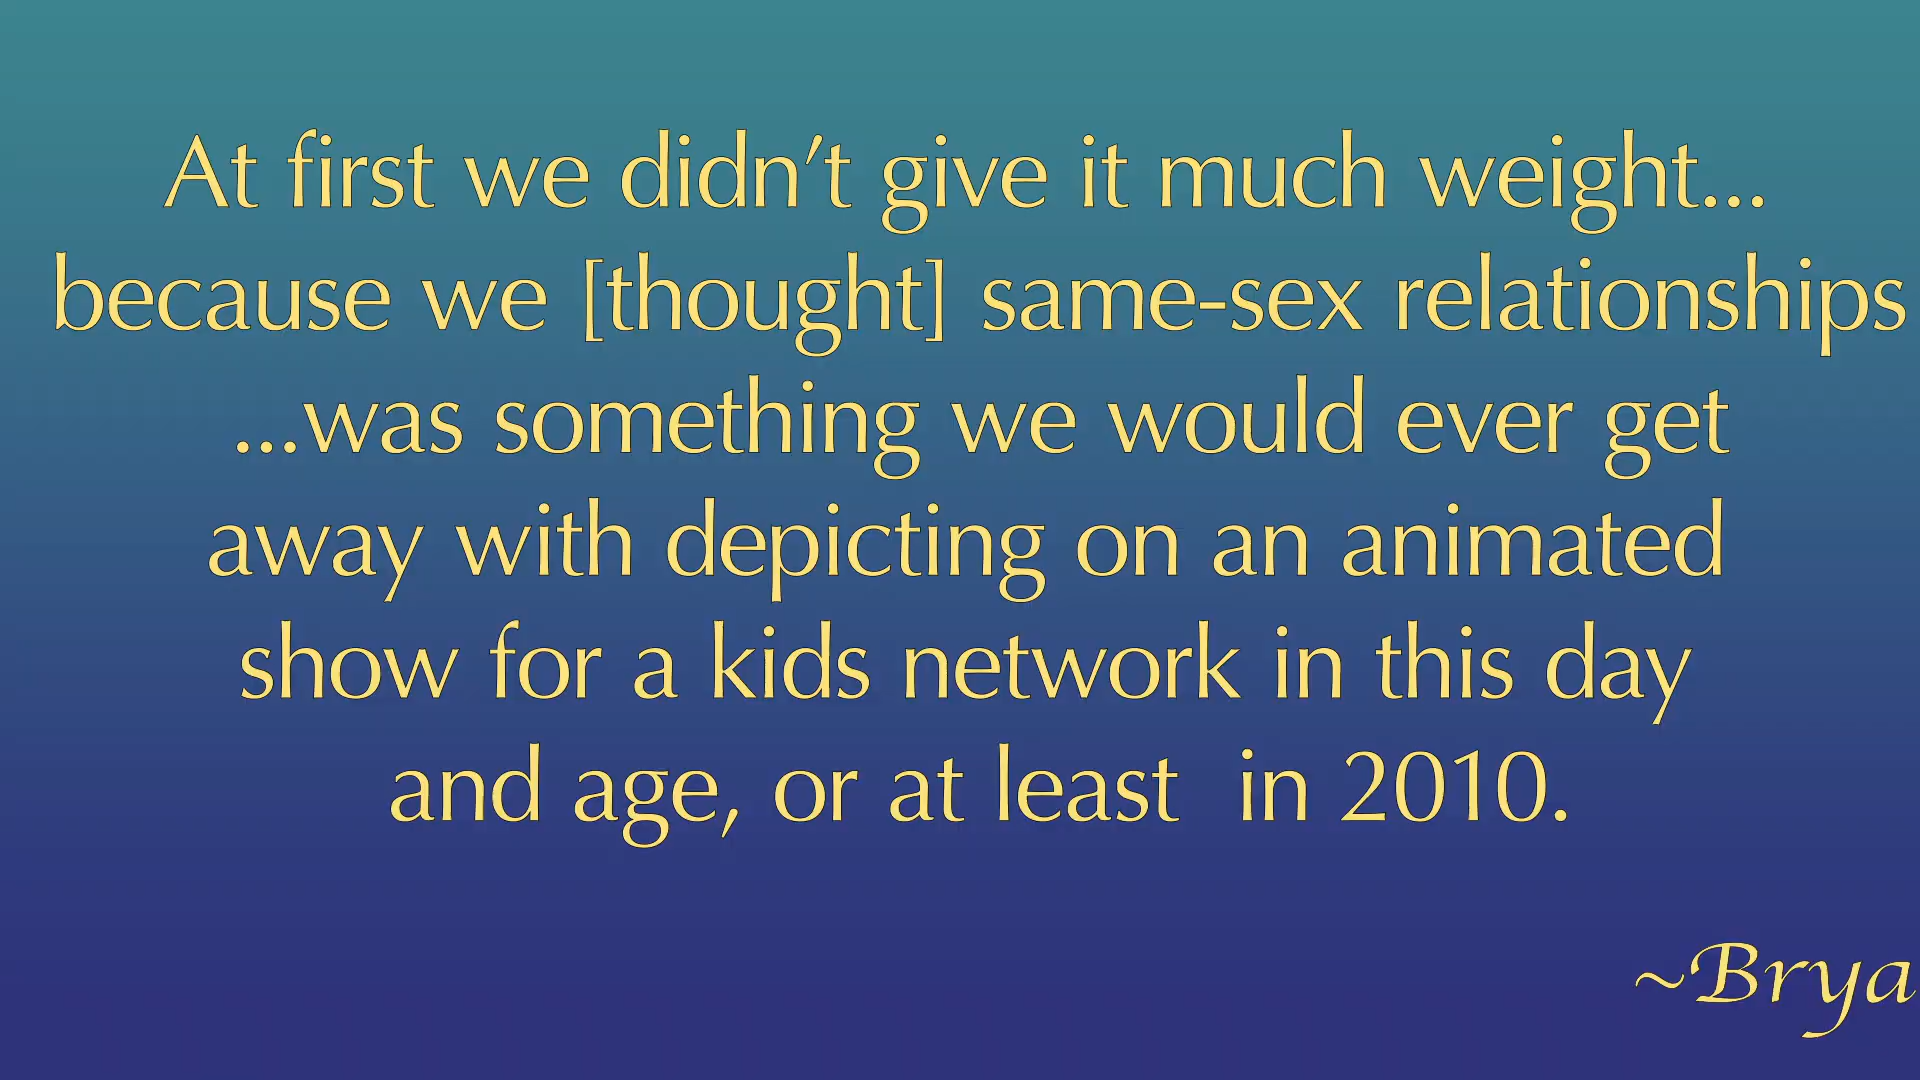 At first we didn’t give it much weight...
because we [thought] same-sex relationships
...was something we would ever get
away with depicting on an animated
show for a kids network in this day
and age, or at least in 2010.
~Brya